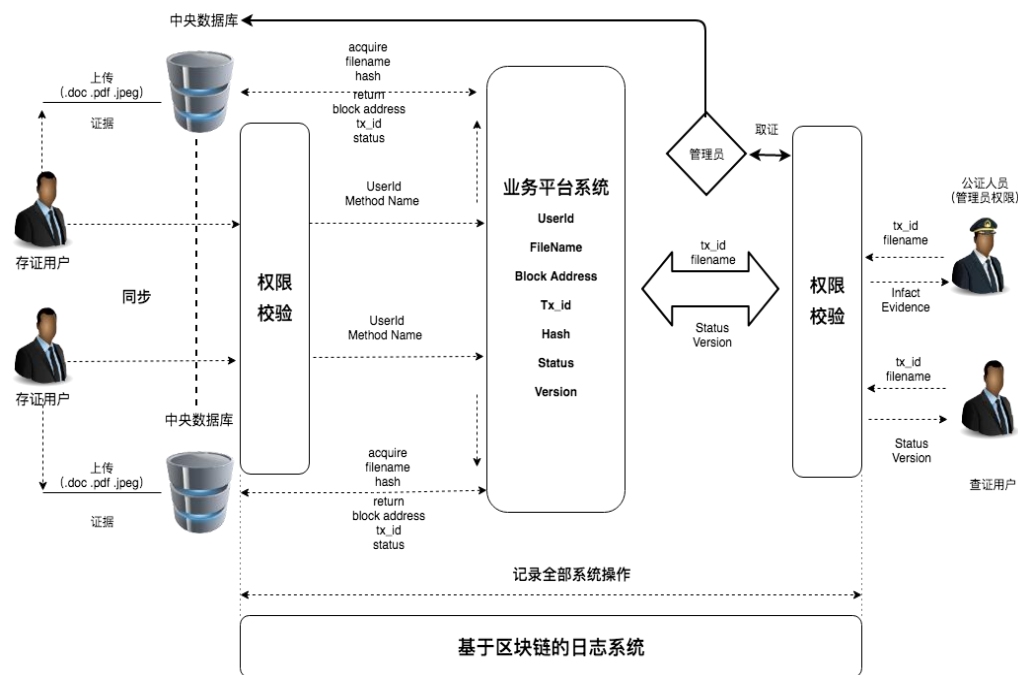 中央数据库
acquire
filename
hash
return
block address
tx_id
status
上传
(.doc .pdf .jpeg)
证据
存证用户
UserId
Method Name
权限
校验
同步
存证用户
UserId
Method Name
中央数据库
上传
(.doc .pdf .jpeg)
证据
acquire
filename
hash
return
block address
tx_id
status
业务平台系统
UserId
FileName
Block Address
Tx_id
Hash
Status
Version
管理员
取证
tx_id
filename
Status
Version
权限
校验
公证人员
(管理员权限)
tx_id
filename
Infact
Evidence
tx_id
filename
Status
Version
查证用户
记录全部系统操作
基于区块链的日志系统